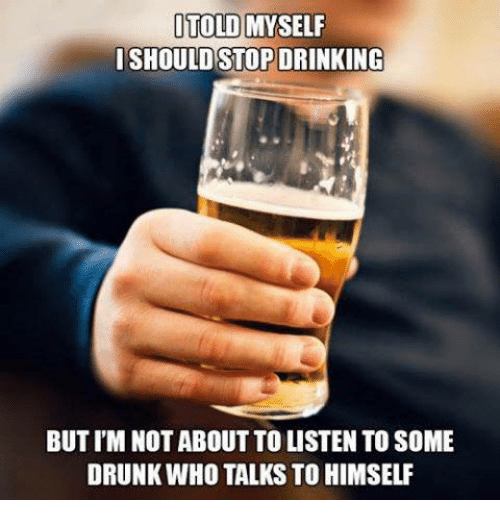 I TOLD MYSELF
I SHOULD STOP DRINKING
BUT I'M NOT ABOUT TO LISTEN TO SOME
DRUNK WHO TALKS TO HIMSELF